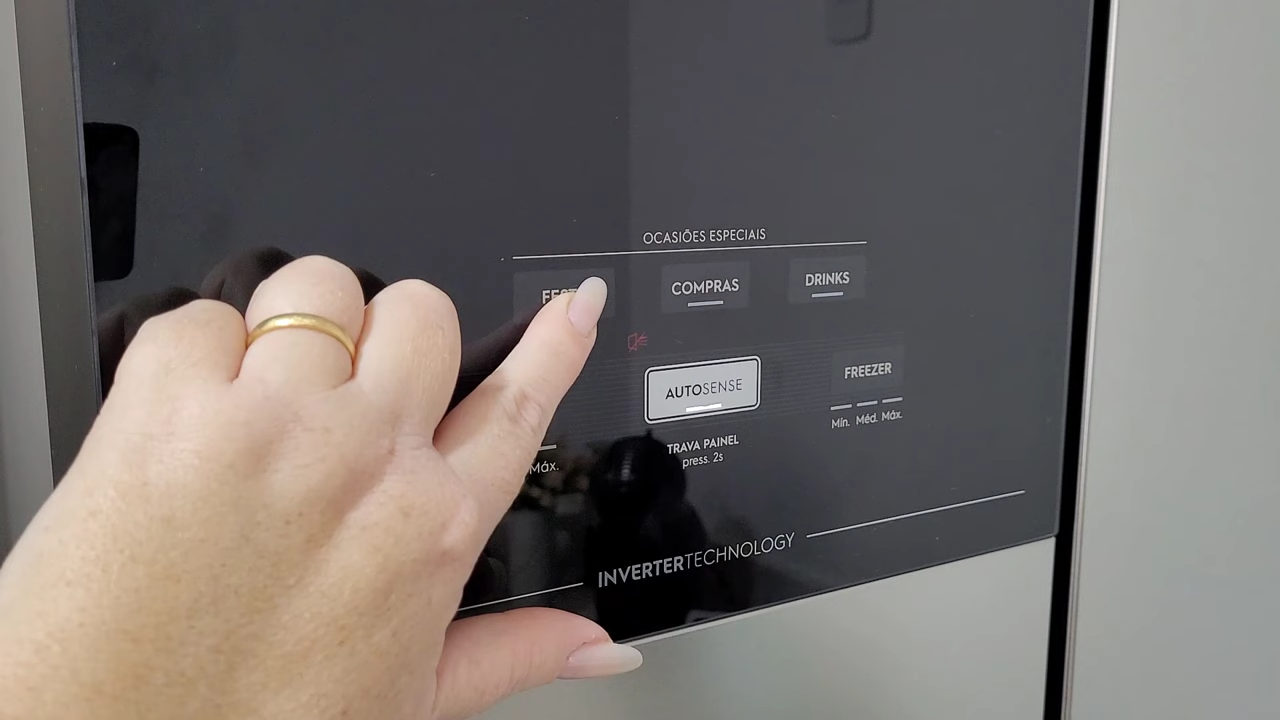 OCASIÕES ESPECIAIS
COMPRAS
DRINKS
AUTOSENSE
FREEZER
Mín. Méd. Máx.
TRAVA PAINEL
press. 2s
Máx.
INVERTERTECHNOLOGY